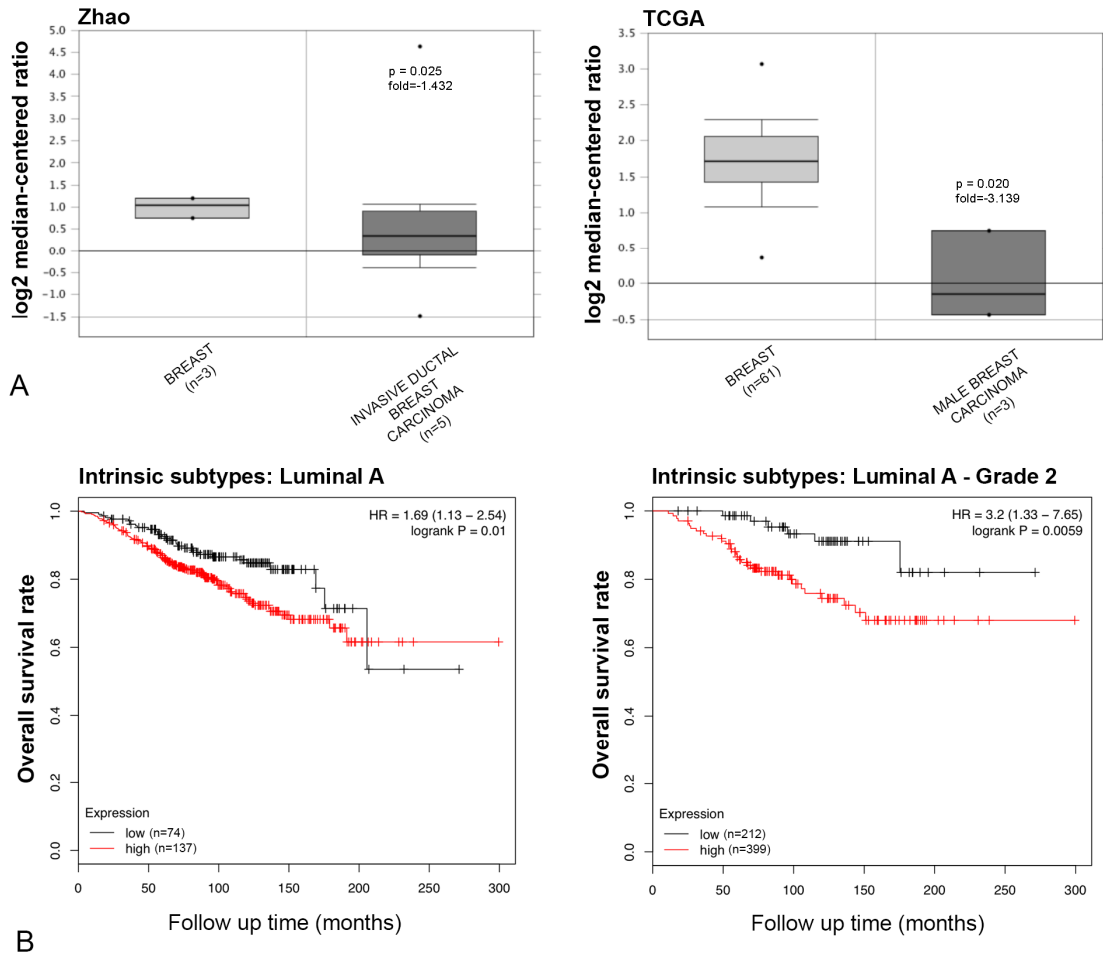 Zhao
log2 median-centered ratio
5.0
4.5
4.0
3.5
3.0
2.5
2.0
1.5
1.0
0.5
0.0
-0.5
-1.0
-1.5
p = 0.025
fold=-1.432
BREAST
(n=3)
INVASIVE DUCTAL
BREAST
CARCINOMA
(n=5)
TCGA
log2 median-centered ratio
3.5
3.0
2.5
2.0
1.5
1.0
0.5
0.0
-0.5
p = 0.020
fold=-3.139
BREAST
(n=61)
MALE BREAST
CARCINOMA
(n=3)
A
Intrinsic subtypes: Luminal A
Overall survival rate
1.0
0.8
0.6
0.4
0.2
0.0
HR = 1.69 (1.13 – 2.54)
logrank P = 0.01
Expression
low (n=74)
high (n=137)
0 50 100 150 200 250 300
Follow up time (months)
Intrinsic subtypes: Luminal A - Grade 2
Overall survival rate
1.0
0.8
0.6
0.4
0.2
0.0
HR = 3.2 (1.33 – 7.65)
logrank P = 0.0059
Expression
low (n=212)
high (n=399)
0 50 100 150 200 250 300
Follow up time (months)
B